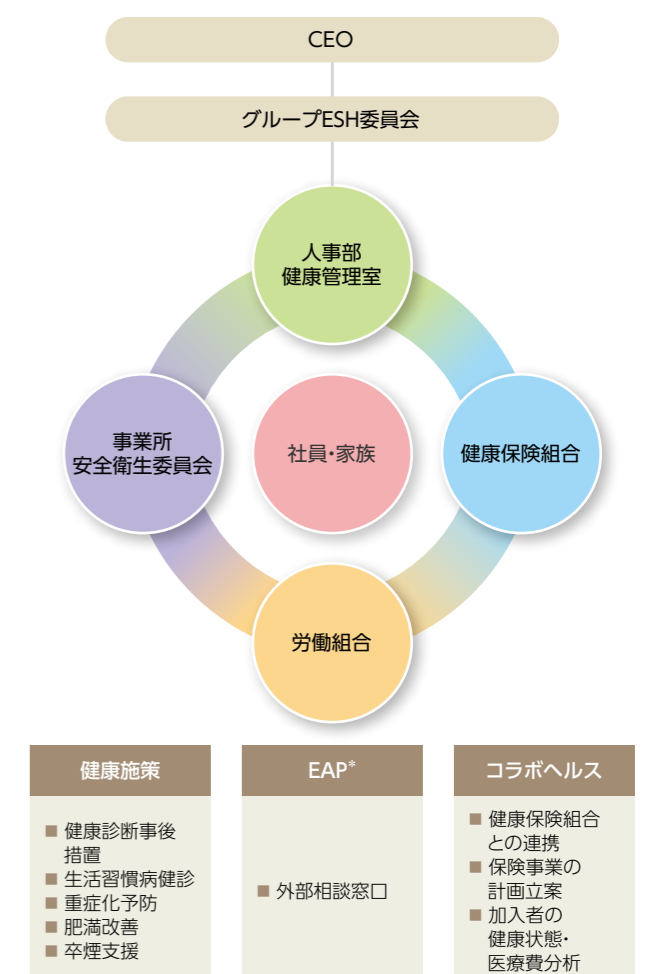 CEO
グループESH委員会
人事部
健康管理室
事業所
安全衛生委員会
社員・家族
健康保険組合
労働組合
健康施策
■ 健康診断事後
措置
■ 生活習慣病健診
■ 重症化予防
■ 肥満改善
■ 卒煙支援
EAP*
■ 外部相談窓口
コラボヘルス
■ 健康保険組合
との連携
■ 保険事業の
計画立案
■ 加入者の
健康状態・
医療費分析